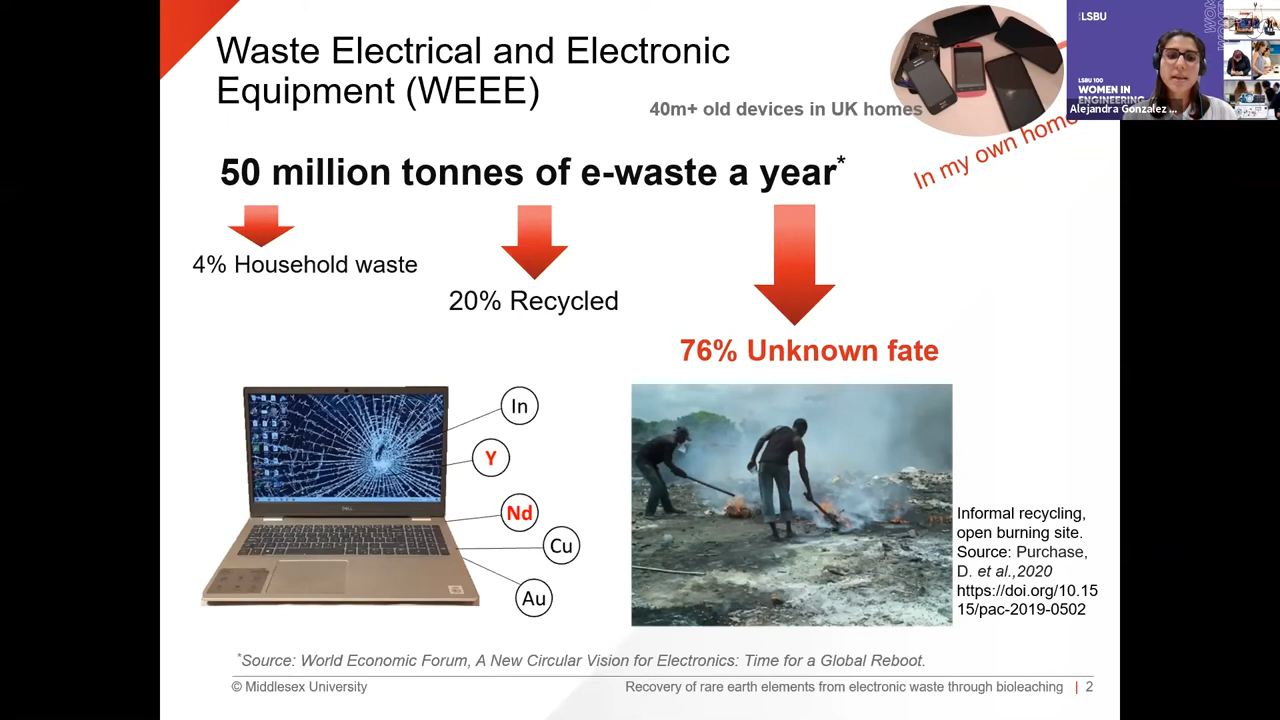 Waste Electrical and Electronic
Equipment (WEEE)
40m+ old devices in UK homes
In my own home
LSBU
LSBU 100
WOMEN IN
ENGINEERING
Alejandra Gonzalez ...
50 million tonnes of e-waste a year*
4% Household waste
20% Recycled
76% Unknown fate
In
Y
Nd
Cu
Au
DELL
Informal recycling,
open burning site.
Source: Purchase,
D. et al.,2020
https://doi.org/10.15
15/pac-2019-0502
*Source: World Economic Forum, A New Circular Vision for Electronics: Time for a Global Reboot.
© Middlesex University
Recovery of rare earth elements from electronic waste through bioleaching | 2